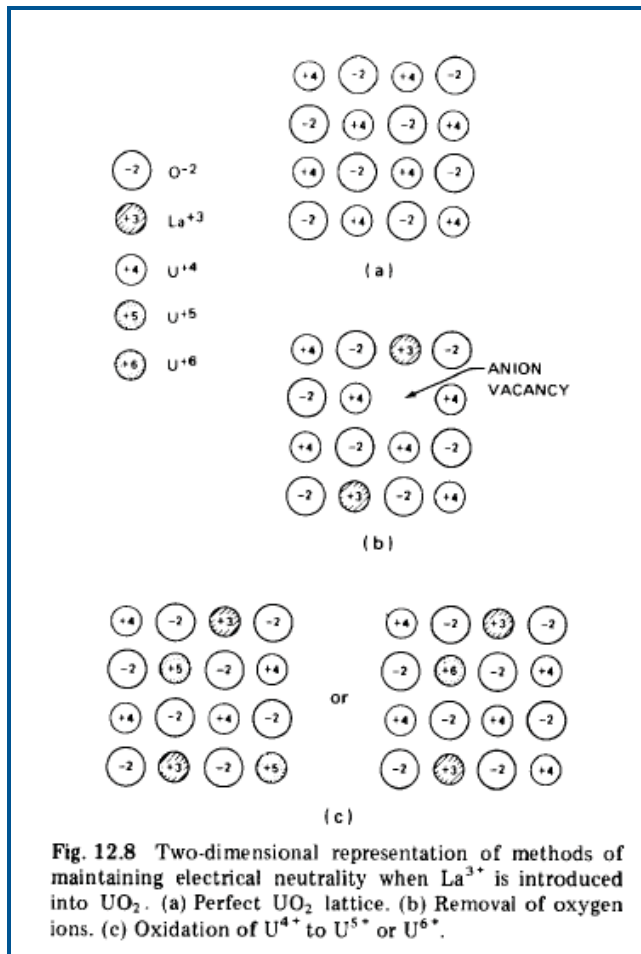 +4 -2 +4 -2
-2 +4 -2 +4
-2 O-2
+4 -2 +4 -2
+3 La+3
-2 +4 -2 +4
+4 U+4
(a)
+5 U+5
+6 U+6
+4 -2 +3 -2
ANION
VACANCY
-2 +4 +4
+4 -2 +4 -2
-2 +3 -2 +4
(b)
+4 -2 +3 -2
-2 +5 -2 +4
+4 -2 +4 -2
-2 +3 -2 +5
or
+4 -2 +3 -2
-2 +6 -2 +4
+4 -2 +4 -2
-2 +3 -2 +4
(c)
Fig. 12.8 Two-dimensional representation of methods of
maintaining electrical neutrality when La³⁺ is introduced
into UO₂. (a) Perfect UO₂ lattice. (b) Removal of oxygen
ions. (c) Oxidation of U⁴⁺ to U⁵⁺ or U⁶⁺.